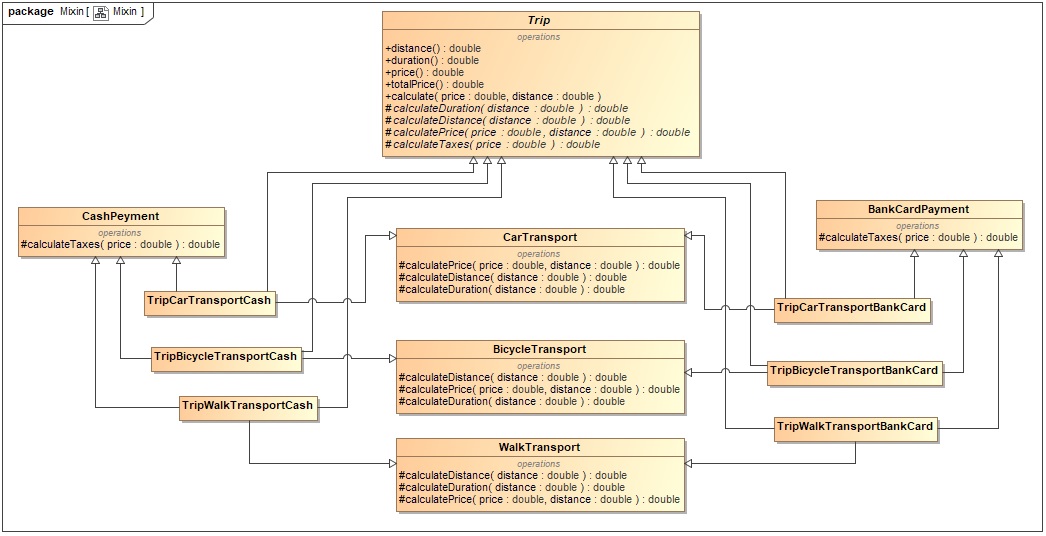 package Mixin [ Mixin ]
Trip
operations
+distance() : double
+duration() : double
+price() : double
+totalPrice() : double
+calculate( price : double, distance : double )
#calculateDuration( distance : double ) : double
#calculateDistance( distance : double ) : double
#calculatePrice( price : double, distance : double ) : double
#calculateTaxes( price : double ) : double
CashPeyment
operations
#calculateTaxes( price : double ) : double
BankCardPayment
operations
#calculateTaxes( price : double ) : double
CarTransport
operations
#calculatePrice( price : double, distance : double ) : double
#calculateDistance( distance : double ) : double
#calculateDuration( distance : double ) : double
TripCarTransportCash
TripCarTransportBankCard
BicycleTransport
operations
#calculateDistance( distance : double ) : double
#calculatePrice( price : double, distance : double ) : double
#calculateDuration( distance : double ) : double
TripBicycleTransportCash
TripBicycleTransportBankCard
TripWalkTransportCash
TripWalkTransportBankCard
WalkTransport
operations
#calculateDistance( distance : double ) : double
#calculateDuration( distance : double ) : double
#calculatePrice( price : double, distance : double ) : double